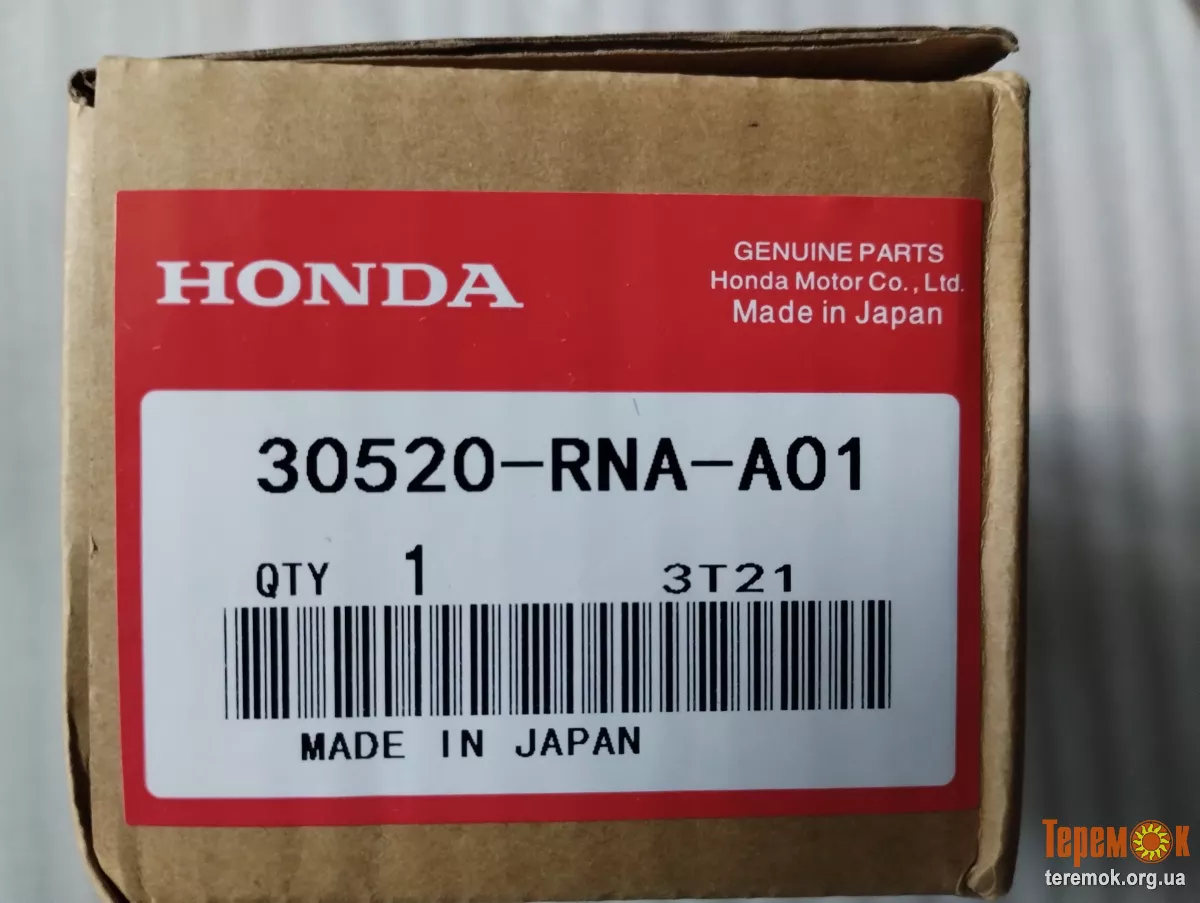 HONDA
GENUINE PARTS
Honda Motor Co., Ltd.
Made in Japan
30520-RNA-A01
QTY 1 3T21
MADE IN JAPAN
Теремок
teremok.org.ua